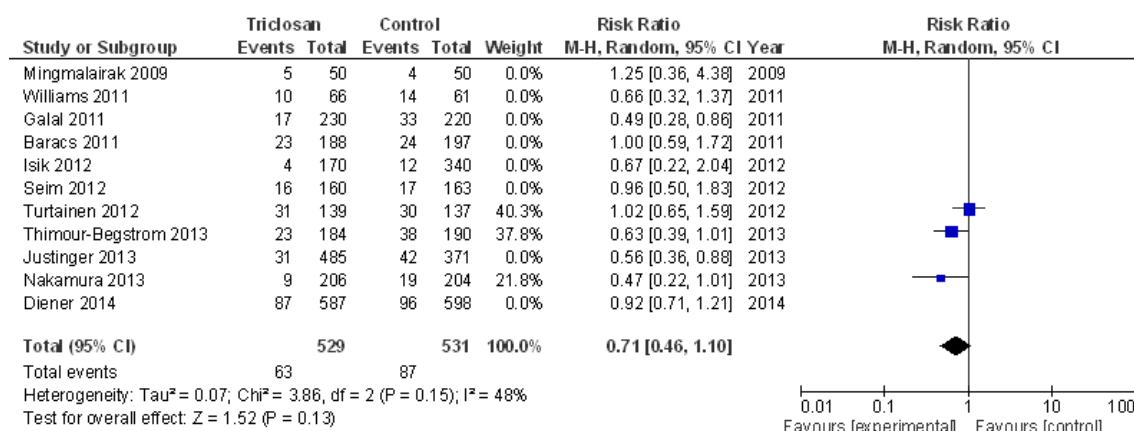 Triclosan Control Risk Ratio Risk Ratio
Study or Subgroup Events Total Events Total Weight M-H, Random, 95% CI Year M-H, Random, 95% CI
Mingmalairak 2009 5 50 4 50 0.0% 1.25 [0.36, 4.38] 2009
Williams 2011 10 66 14 61 0.0% 0.66 [0.32, 1.37] 2011
Galal 2011 17 230 33 220 0.0% 0.49 [0.28, 0.86] 2011
Baracs 2011 23 188 24 197 0.0% 1.00 [0.59, 1.72] 2011
Isik 2012 4 170 12 340 0.0% 0.67 [0.22, 2.04] 2012
Seim 2012 16 160 17 163 0.0% 0.96 [0.50, 1.83] 2012
Turtainen 2012 31 139 30 137 40.3% 1.02 [0.65, 1.59] 2012
Thimour-Begstrom 2013 23 184 38 190 37.8% 0.63 [0.39, 1.01] 2013
Justinger 2013 31 485 42 371 0.0% 0.56 [0.36, 0.88] 2013
Nakamura 2013 9 206 19 204 21.8% 0.47 [0.22, 1.01] 2013
Diener 2014 87 587 96 598 0.0% 0.92 [0.71, 1.21] 2014
Total (95% CI) 529 531 100.0% 0.71 [0.46, 1.10]
Total events 63 87
Heterogeneity: Tau² = 0.07; Chi² = 3.86, df = 2 (P = 0.15); I² = 48%
Test for overall effect: Z = 1.52 (P = 0.13)
0.01 0.1 1 10 100
Favours [experimental] Favours [control]